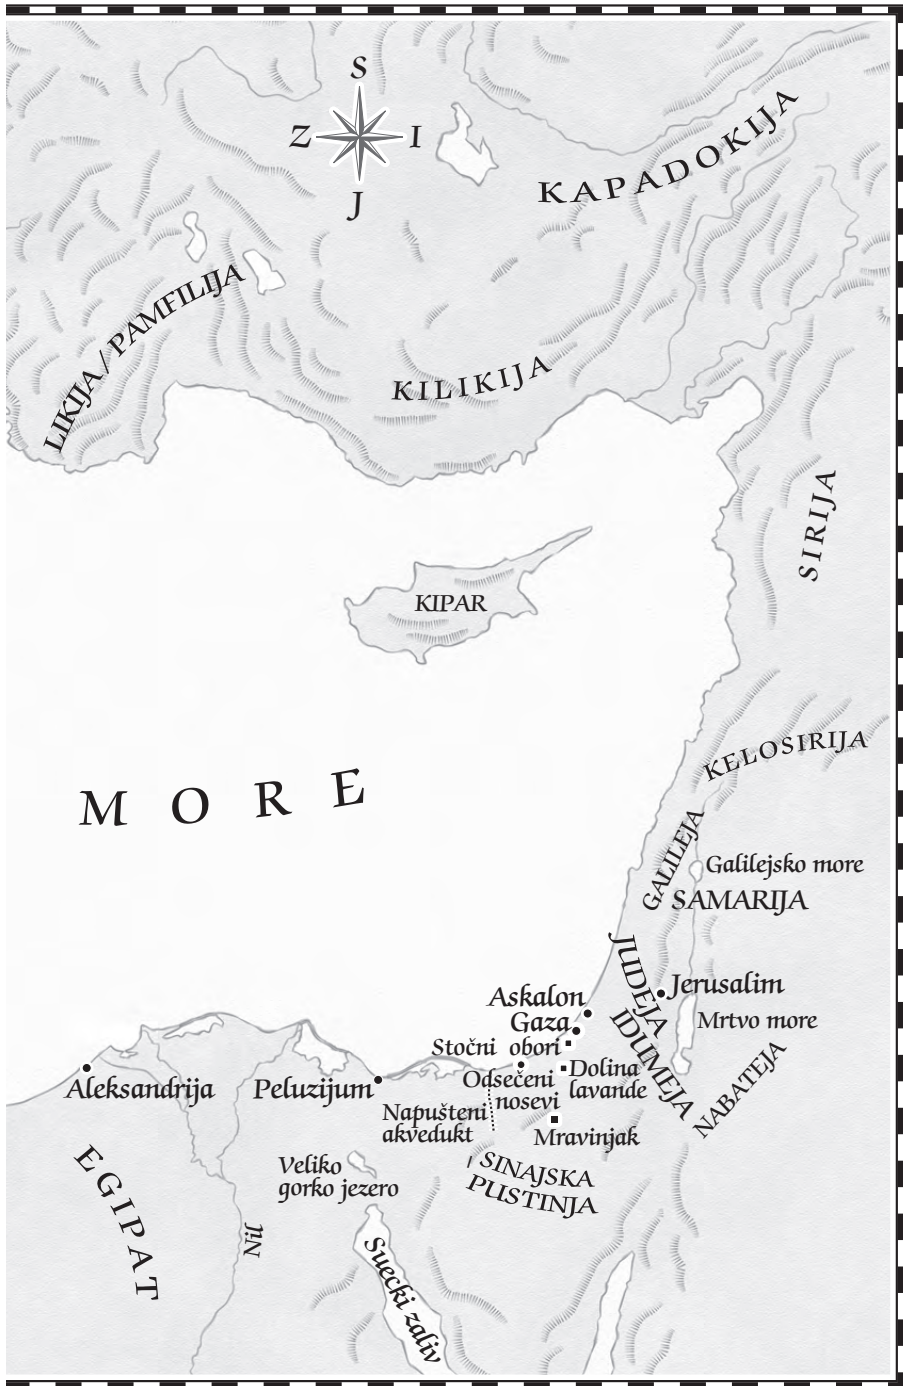 S
Z
I
J
KAPADOKIJA
LIKIJA / PAMFILIJA
KILIKIJA
SIRIJA
KIPAR
KELOSIRIJA
MORE
GALILEJA
Galilejsko more
SAMARIJA
JUDEJA
Jerusalim
Askalon
Gaza
IDUMEJA
Mrtvo more
Stočni obori
NABATEJA
Dolina
lavande
Odsečeni
nosevi
Aleksandrija
Peluzijum
Napušteni
akvedukt
Mravinjak
EGIPAT
Veliko
gorko jezero
SINAJSKA
PUSTINJA
Nil
Suecki zaliv